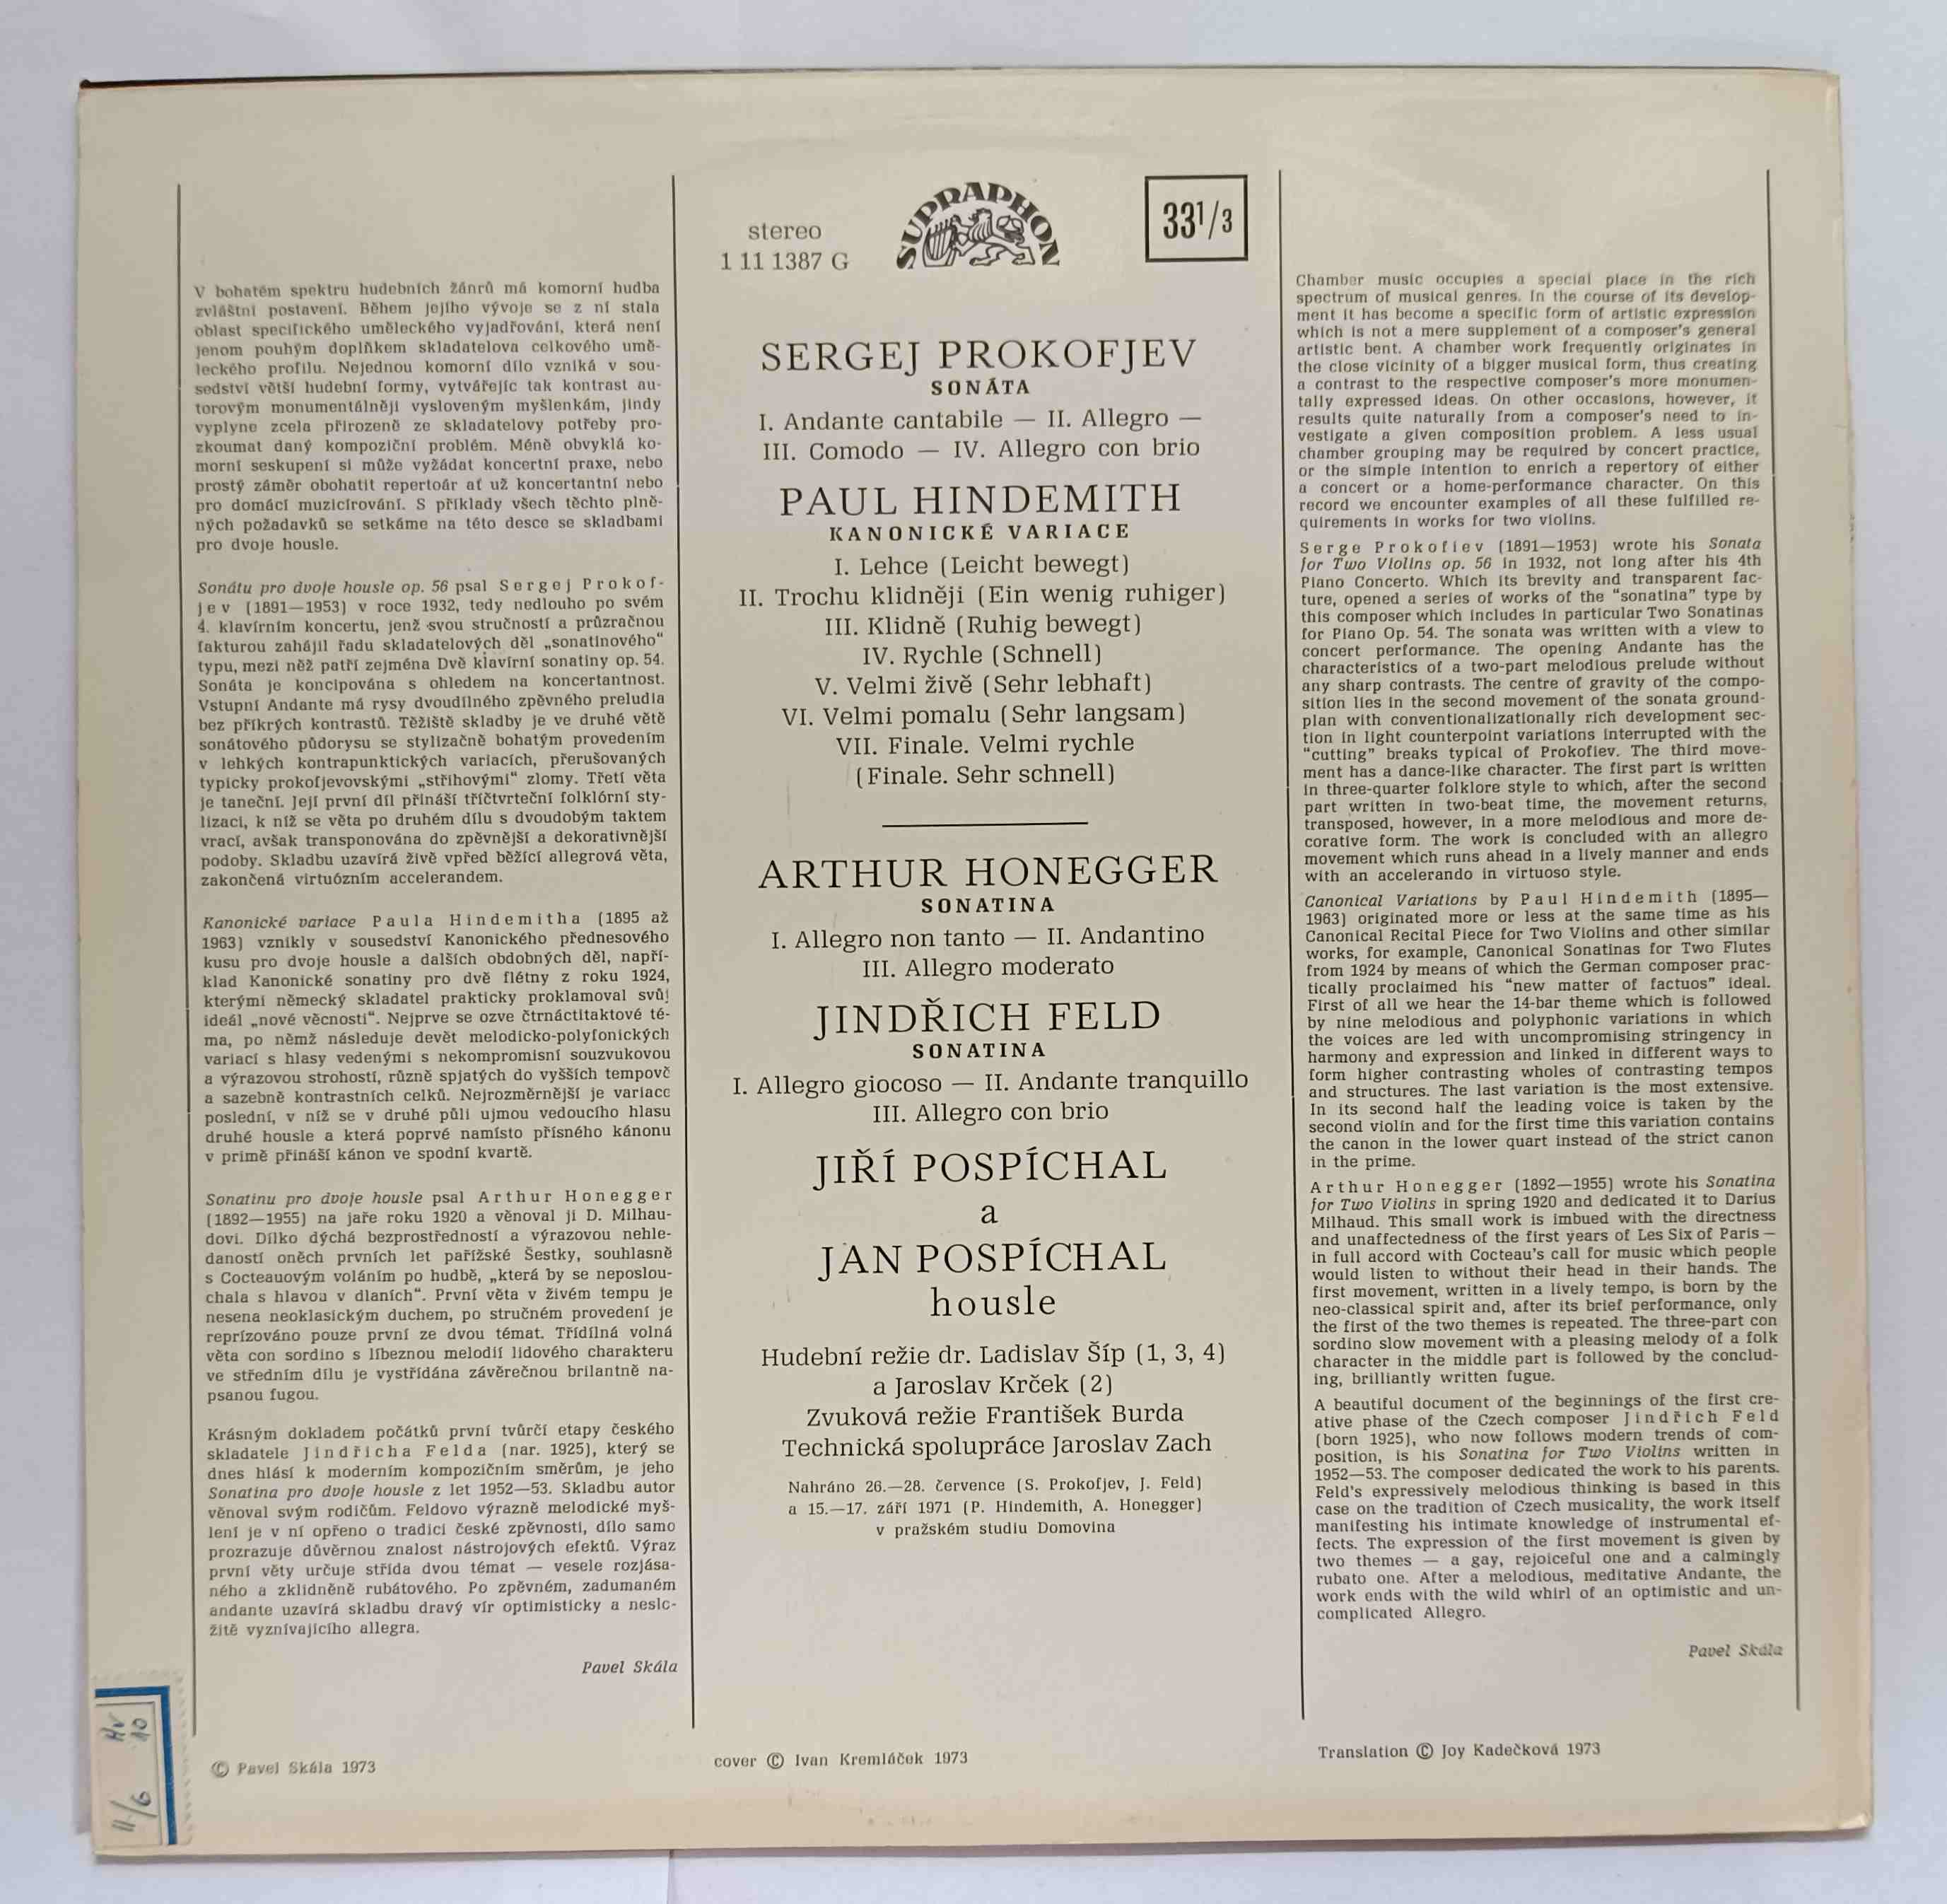 V bohatém spektru hudebních žánrů má komorní hudba
zvláštní postavení. Během jejího vývoje se z ní stala
oblast specifického uměleckého vyjadřování, která není
jenom pouhým doplňkem skladatelova celkového umě-
leckého profilu. Nejednou komorní dílo vzniká v sou-
sedství větší hudební formy, vytvářejíc tak kontrast au-
torovým monumentálněji vysloveným myšlenkám, jindy
vyplyne zcela přirozeně ze skladatelovy potřeby pro-
zkoumat daný kompoziční problém. Méně obvyklá ko-
morní seskupení si může vyžádat koncertní praxe, nebo
prostý záměr obohatit repertoár ať už koncertantní nebo
pro domácí muzicírování. S příklady všech těchto plně-
ných požadavků se setkáme na této desce se skladbami
pro dvoje housle.
Sonátu pro dvoje housle op. 56 psal Sergej Prokof-
jev (1891—1953) v roce 1932, tedy nedlouho po svém
4. klavírním koncertu, jenž svou stručností a průzračnou
fakturou zahájil řadu skladatelových děl „sonatinového“
typu, mezi něž patří zejména Dvě klavírní sonatiny op. 54.
Sonáta je koncipována s ohledem na koncertantnost.
Vstupní Andante má rysy dvoudílného zpěvného preludia
bez příkrých kontrastů. Těžiště skladby je ve druhé větě
sonátového půdorysu se stylizačně bohatým provedením
v lehkých kontrapunktických variacích, přerušovaných
typicky prokofjevovskými „střihovými“ zlomy. Třetí věta
je taneční. Její první díl přináší tříčtvrteční folklórní sty-
lizaci, k níž se věta po druhém dílu s dvoudobým taktem
vrací, avšak transponována do zpěvnější a dekorativnější
podoby. Skladbu uzavírá živě vpřed běžící allegrová věta,
zakončená virtuózním accelerandem.
Kanonické variace Paula Hindemitha (1895 až
1963) vznikly v sousedství Kanonického přednesového
kusu pro dvoje housle a dalších obdobných děl, napří-
klad Kanonické sonatiny pro dvě flétny z roku 1924,
kterými německý skladatel prakticky proklamoval svůj
ideál „nové věcnosti“. Nejprve se ozve čtrnáctitaktové té-
ma, po němž následuje devět melodicko-polyfonických
variací s hlasy vedenými s nekompromisní souzvukovou
a výrazovou strohostí, různě spjatých do vyšších tempově
a sazebně kontrastních celků. Nejrozměrnější je variace
poslední, v níž se v druhé půli ujmou vedoucího hlasu
druhé housle a která poprvé namísto přísného kánonu
v primě přináší kánon ve spodní kvartě.
Sonatinu pro dvoje housle psal Arthur Honegger
(1892—1955) na jaře roku 1920 a věnoval ji D. Milhau-
dovi. Dílko dýchá bezprostředností a výrazovou nehle-
daností oněch prvních let pařížské Šestky, souhlasně
s Cocteauovým voláním po hudbě, „která by se neposlou-
chala s hlavou v dlaních“. První věta v živém tempu je
nesena neoklasickým duchem, po stručném provedení je
reprízováno pouze první ze dvou témat. Třídílná volná
věta con sordino s líbeznou melodií lidového charakteru
ve středním dílu je vystřídána závěrečnou brilantně na-
psanou fugou.
Krásným dokladem počátků první tvůrčí etapy českého
skladatele Jindřicha Felda (nar. 1925), který se
dnes hlásí k moderním kompozičním směrům, je jeho
Sonatina pro dvoje housle z let 1952—53. Skladbu autor
věnoval svým rodičům. Feldovo výrazně melodické myš-
lení je v ní opřeno o tradici české zpěvnosti, dílo samo
prozrazuje důvěrnou znalost nástrojových efektů. Výraz
první věty určuje střída dvou témat — vesele rozjása-
ného a zklidněně rubátového. Po zpěvném, zadumaném
andante uzavírá skladbu dravý vír optimisticky a neslo-
žitě vyznívajícího allegra.
Pavel Skála
© Pavel Skála 1973
stereo
1 11 1387 G
SUPRAPHON
33 1/3
SERGEJ PROKOFJEV
SONÁTA
I. Andante cantabile — II. Allegro —
III. Comodo — IV. Allegro con brio
PAUL HINDEMITH
KANONICKÉ VARIACE
I. Lehce (Leicht bewegt)
II. Trochu klidněji (Ein wenig ruhiger)
III. Klidně (Ruhig bewegt)
IV. Rychle (Schnell)
V. Velmi živě (Sehr lebhaft)
VI. Velmi pomalu (Sehr langsam)
VII. Finale. Velmi rychle
(Finale. Sehr schnell)
ARTHUR HONEGGER
SONATINA
I. Allegro non tanto — II. Andantino
III. Allegro moderato
JINDŘICH FELD
SONATINA
I. Allegro giocoso — II. Andante tranquillo
III. Allegro con brio
JIŘÍ POSPÍCHAL
a
JAN POSPÍCHAL
housle
Hudební režie dr. Ladislav Šíp (1, 3, 4)
a Jaroslav Krček (2)
Zvuková režie František Burda
Technická spolupráce Jaroslav Zach
Nahráno 26.—28. července (S. Prokofjev, J. Feld)
a 15.—17. září 1971 (P. Hindemith, A. Honegger)
v pražském studiu Domovina
cover © Ivan Kremláček 1973
Chamber music occupies a special place in the rich
spectrum of musical genres. In the course of its develop-
ment it has become a specific form of artistic expression
which is not a mere supplement of a composer's general
artistic bent. A chamber work frequently originates in
the close vicinity of a bigger musical form, thus creating
a contrast to the respective composer's more monumen-
tally expressed ideas. On other occasions, however, it
results quite naturally from a composer's need to in-
vestigate a given composition problem. A less usual
chamber grouping may be required by concert practice,
or the simple intention to enrich a repertory of either
a concert or a home-performance character. On this
record we encounter examples of all these fulfilled re-
quirements in works for two violins.
Serge Prokofiev (1891—1953) wrote his Sonata
for Two Violins op. 56 in 1932, not long after his 4th
Piano Concerto. Which its brevity and transparent fac-
ture, opened a series of works of the “sonatina” type by
this composer which includes in particular Two Sonatinas
for Piano Op. 54. The sonata was written with a view to
concert performance. The opening Andante has the
characteristics of a two-part melodious prelude without
any sharp contrasts. The centre of gravity of the compo-
sition lies in the second movement of the sonata ground-
plan with conventionalizationally rich development sec-
tion in light counterpoint variations interrupted with the
“cutting” breaks typical of Prokofiev. The third move-
ment has a dance-like character. The first part is written
in three-quarter folklore style to which, after the second
part written in two-beat time, the movement returns,
transposed, however, in a more melodious and more de-
corative form. The work is concluded with an allegro
movement which runs ahead in a lively manner and ends
with an accelerando in virtuoso style.
Canonical Variations by Paul Hindemith (1895—
1963) originated more or less at the same time as his
Canonical Recital Piece for Two Violins and other similar
works, for example, Canonical Sonatinas for Two Flutes
from 1924 by means of which the German composer prac-
tically proclaimed his “new matter of factuos” ideal.
First of all we hear the 14-bar theme which is followed
by nine melodious and polyphonic variations in which
the voices are led with uncompromising stringency in
harmony and expression and linked in different ways to
form higher contrasting wholes of contrasting tempos
and structures. The last variation is the most extensive.
In its second half the leading voice is taken by the
second violin and for the first time this variation contains
the canon in the lower quart instead of the strict canon
in the prime.
Arthur Honegger (1892—1955) wrote his Sonatina
for Two Violins in spring 1920 and dedicated it to Darius
Milhaud. This small work is imbued with the directness
and unaffectedness of the first years of Les Six of Paris —
in full accord with Cocteau's call for music which people
would listen to without their head in their hands. The
first movement, written in a lively tempo, is born by the
neo-classical spirit and, after its brief performance, only
the first of the two themes is repeated. The three-part con
sordino slow movement with a pleasing melody of a folk
character in the middle part is followed by the conclud-
ing, brilliantly written fugue.
A beautiful document of the beginnings of the first cre-
ative phase of the Czech composer Jindřich Feld
(born 1925), who now follows modern trends of com-
position, is his Sonatina for Two Violins written in
1952—53. The composer dedicated the work to his parents.
Feld's expressively melodious thinking is based in this
case on the tradition of Czech musicality, the work itself
manifesting his intimate knowledge of instrumental ef-
fects. The expression of the first movement is given by
two themes — a gay, rejoiceful one and a calmingly
rubato one. After a melodious, meditative Andante, the
work ends with the wild whirl of an optimistic and un-
complicated Allegro.
Pavel Skála
Translation © Joy Kadečková 1973
Hv
10
11/6